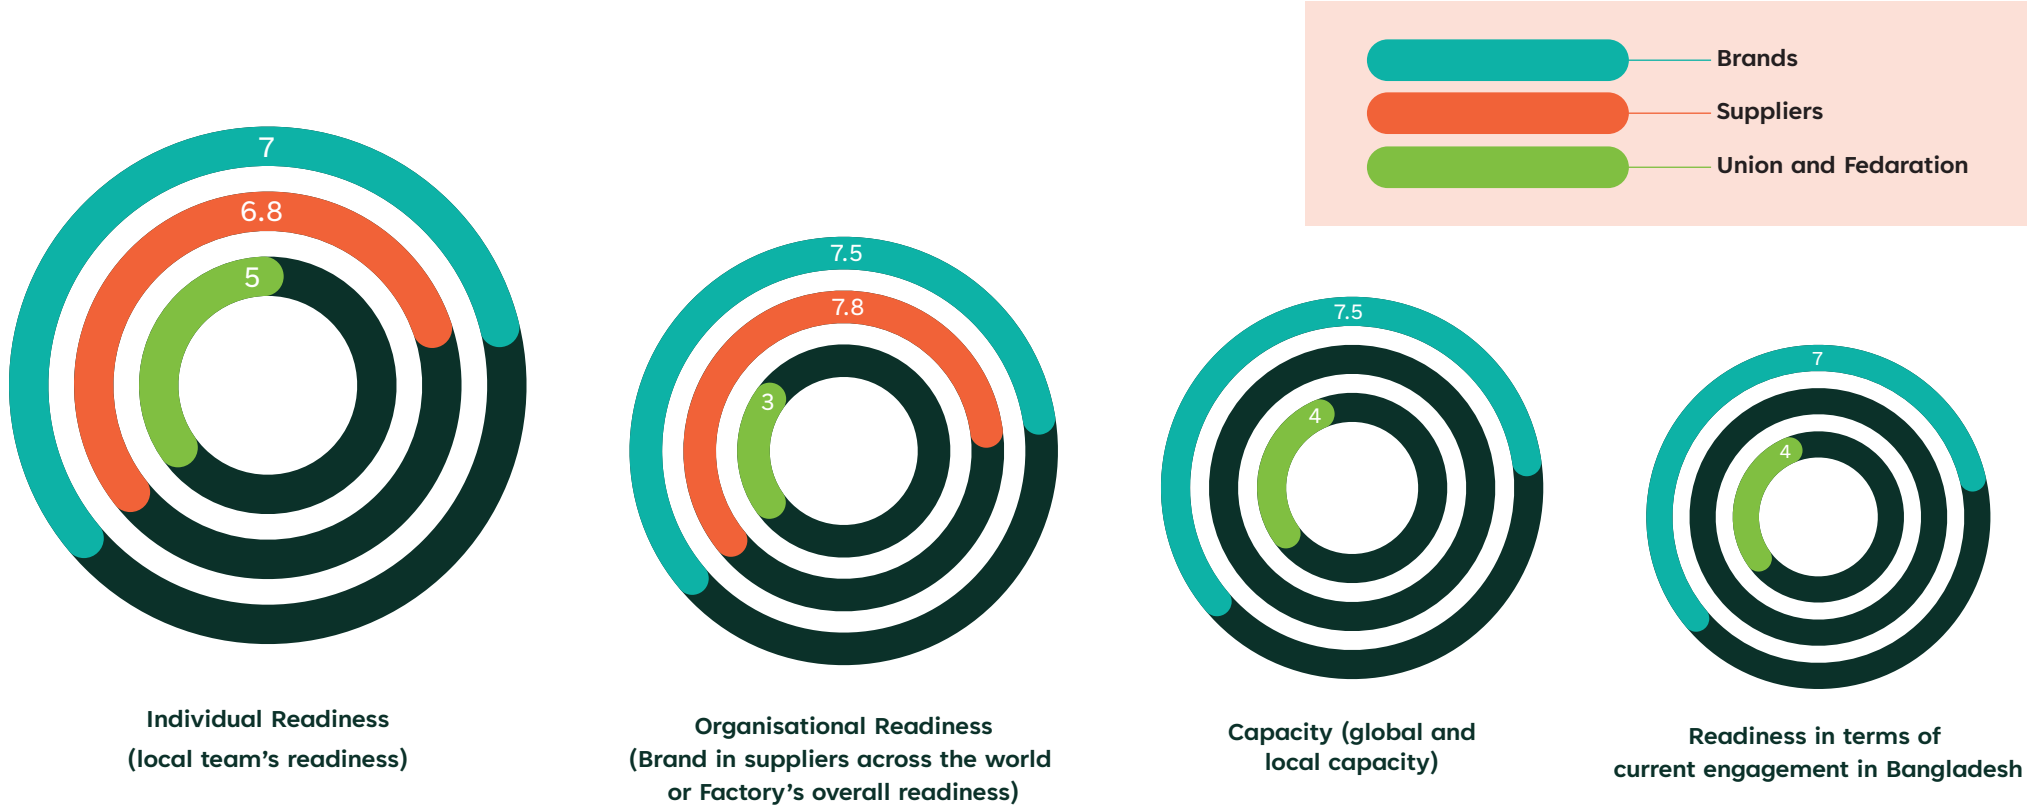 Brands
Suppliers
Union and Fedaration
7
6.8
5
Individual Readiness
(local team's readiness)
7.5
7.8
3
Organisational Readiness
(Brand in suppliers across the world
or Factory's overall readiness)
7.5
4
Capacity (global and
local capacity)
7
4
Readiness in terms of
current engagement in Bangladesh